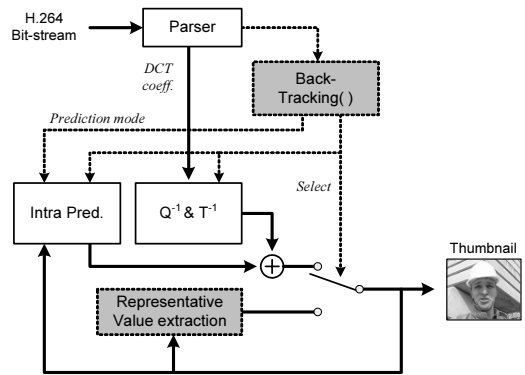 H.264
Bit-stream
Parser
DCT
coeff.
Back-
Tracking( )
Prediction mode
Select
Intra Pred.
Q⁻¹ & T⁻¹
Thumbnail
Representative
Value extraction